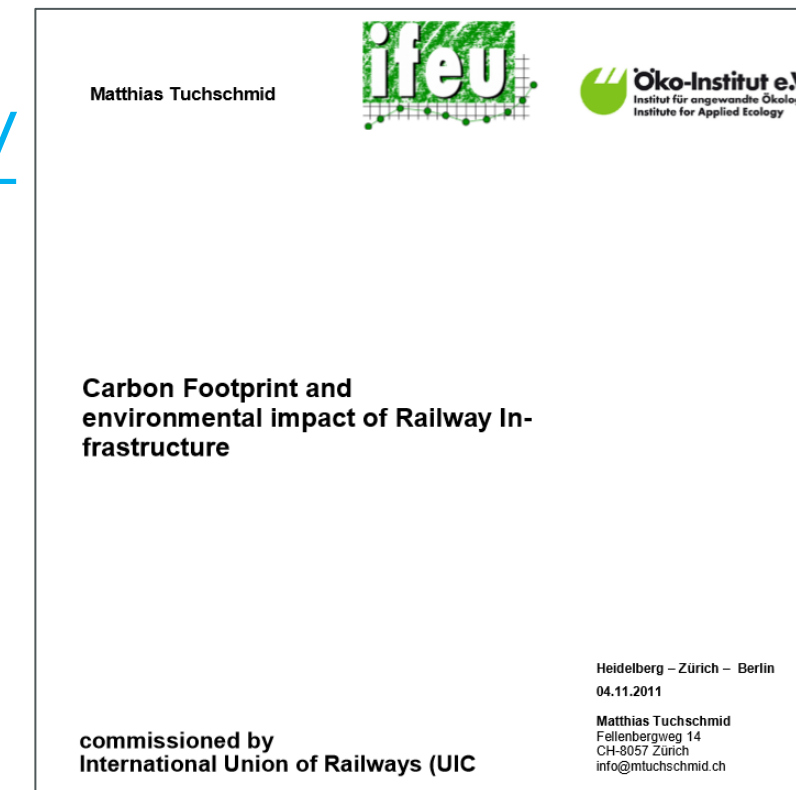 Matthias Tuchschmid
ifeu
Öko-Institut e.V
Institut für angewandte Ökolog
Institute for Applied Ecology
y
Carbon Footprint and
environmental impact of Railway In-
frastructure
Heidelberg – Zürich – Berlin
04.11.2011
Matthias Tuchschmid
Fellenbergweg 14
CH-8057 Zürich
info@mtuchschmid.ch
commissioned by
International Union of Railways (UIC